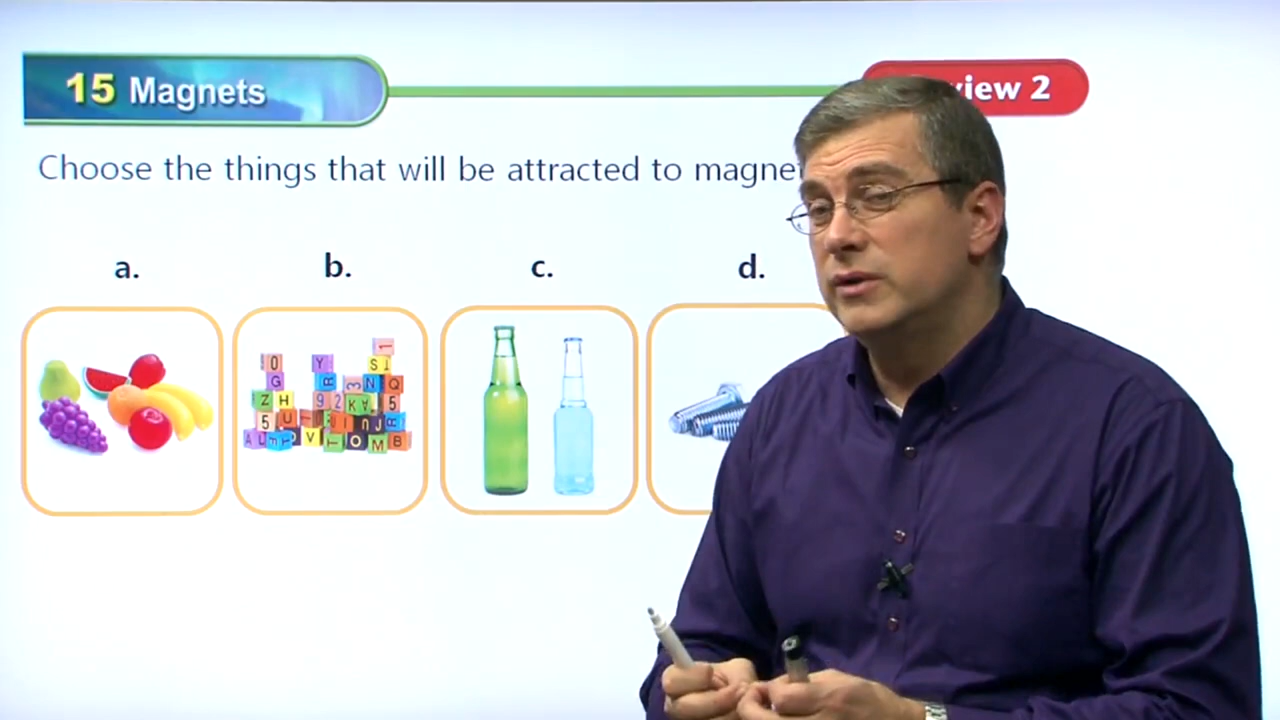 15 Magnets
view 2
Choose the things that will be attracted to magne
a.
b.
c.
d.